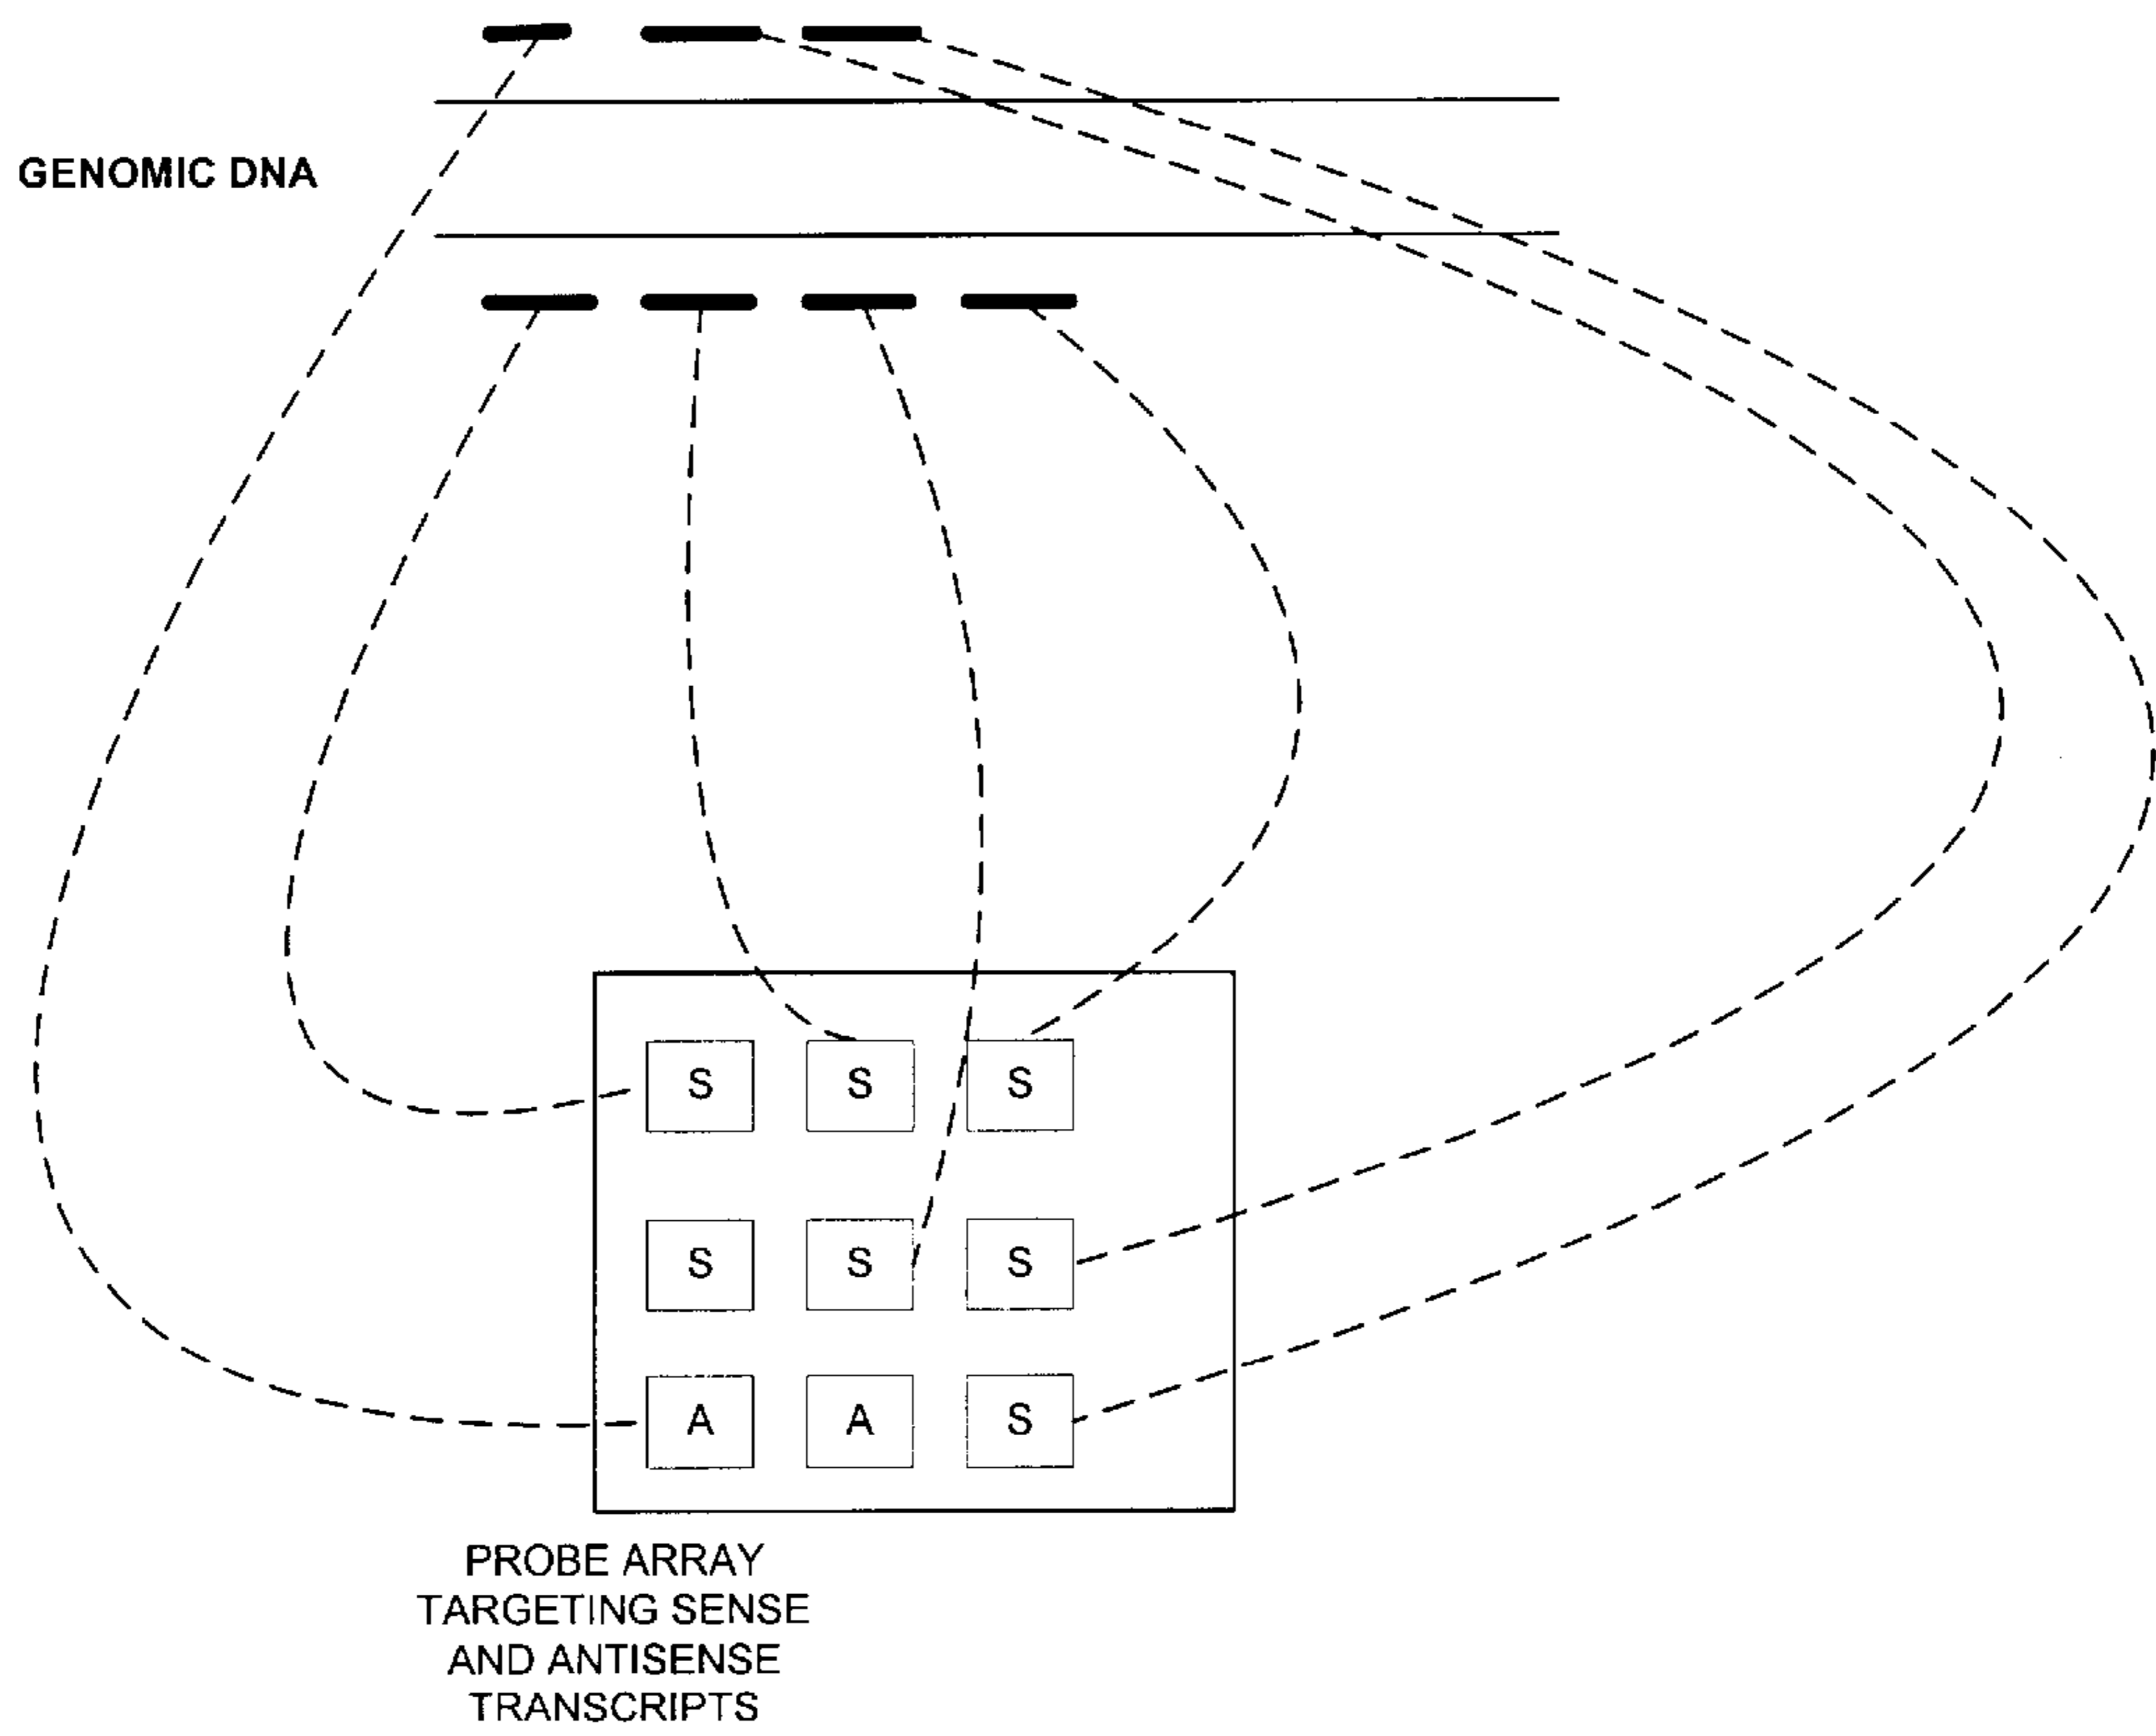 GENOMIC DNA
S S S
S S S
A A S
PROBE ARRAY
TARGETING SENSE
AND ANTISENSE
TRANSCRIPTS